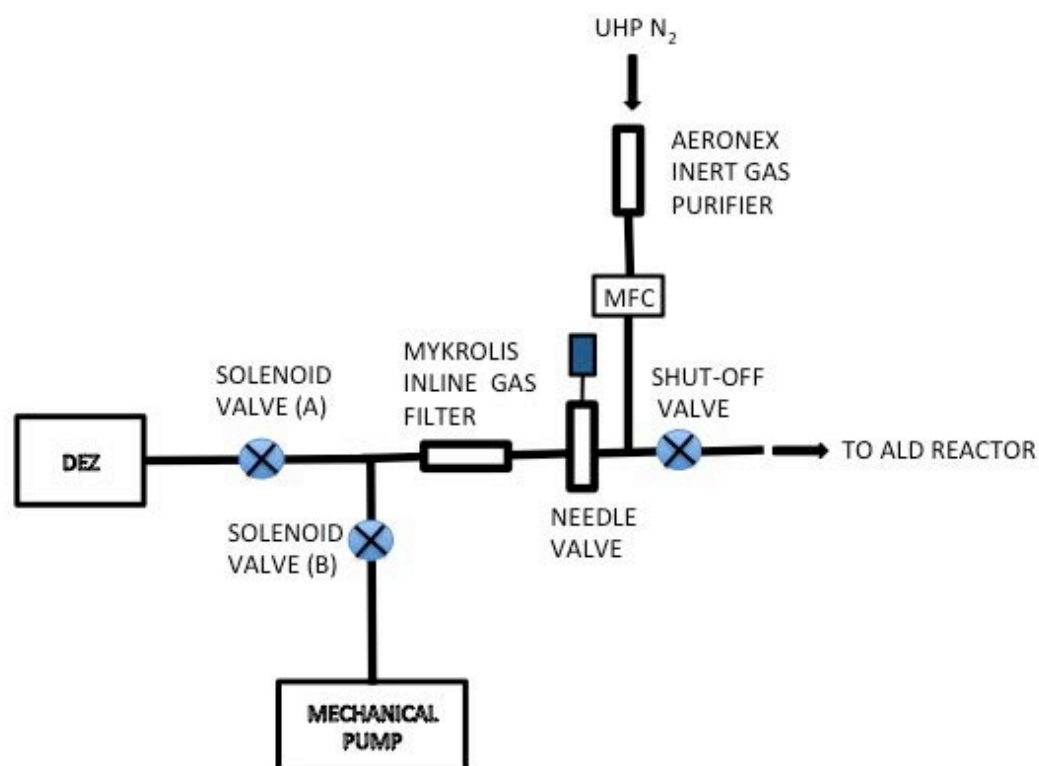 UHP N₂
AERONEX
INERT GAS
PURIFIER
MFC
MYKROLIS
INLINE GAS
FILTER
SOLENOID
VALVE (A)
SHUT-OFF
VALVE
DEZ
TO ALD REACTOR
SOLENOID
VALVE (B)
NEEDLE
VALVE
MECHANICAL
PUMP